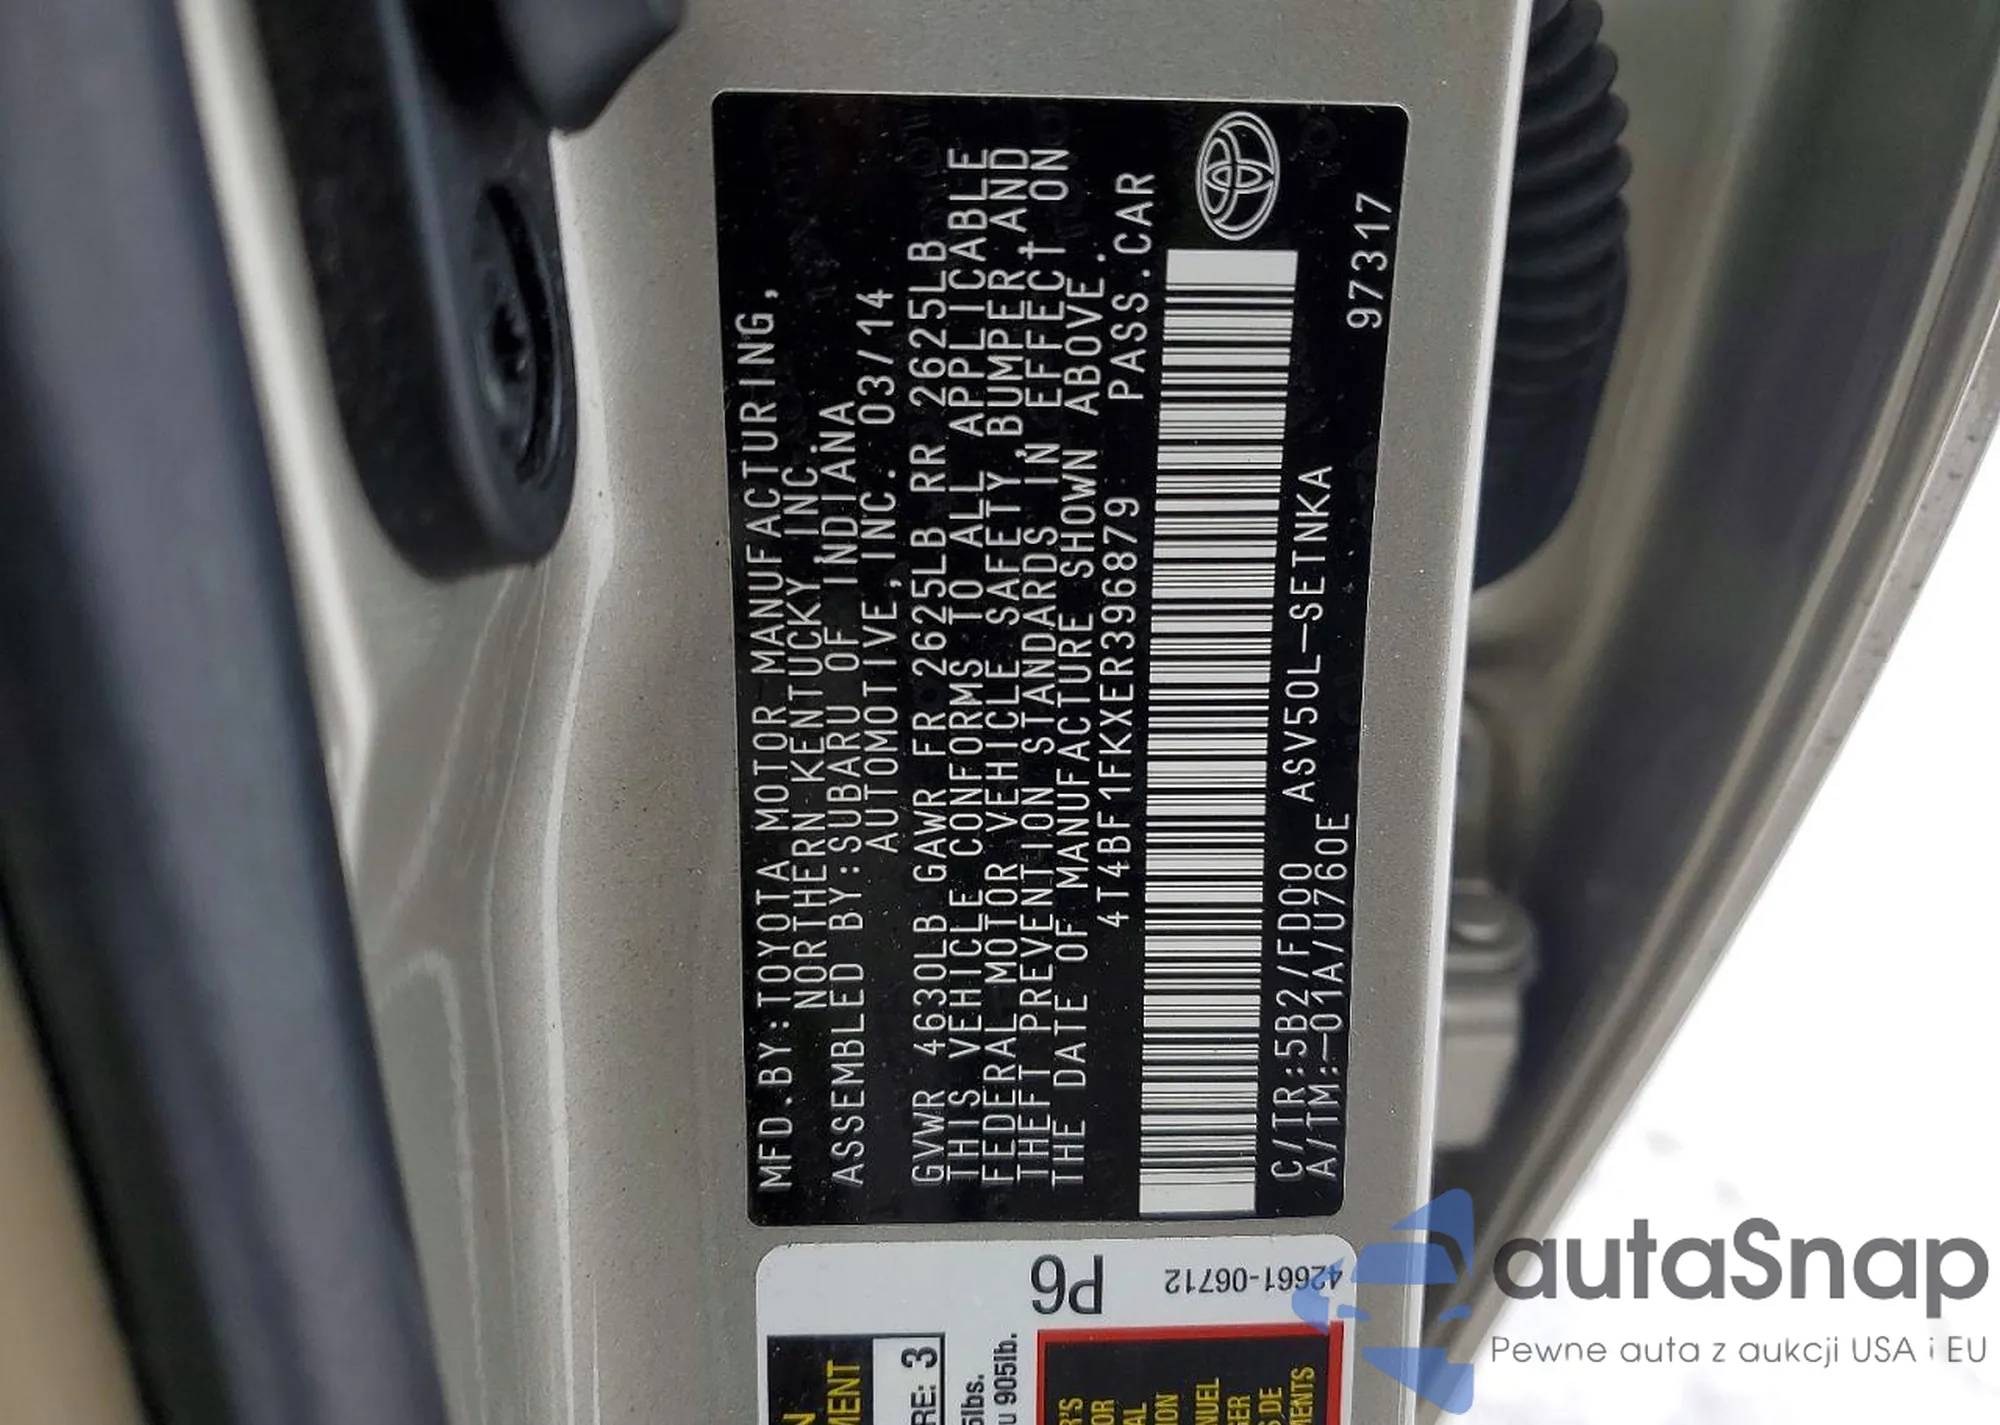 MFD.BY:TOYOTA MOTOR MANUFACTURING,
NORTHERN KENTUCKY INC.
ASSEMBLED BY:SUBARU OF INDIANA
AUTOMOTIVE,INC. 03/14
GVWR 4630LB GAWR FR 2625LB RR 2625LB
THIS VEHICLE CONFORMS TO ALL APPLICABLE
FEDERAL MOTOR VEHICLE SAFETY,BUMPER AND
THEFT PREVENTION STANDARDS IN EFFECT ON
THE DATE OF MANUFACTURE SHOWN ABOVE.
4T4BF1FKXER396879 PASS.CAR
C/TR:5B2/FD00 ASV50L-SETNKA
A/TM:-01A/U760E
97317
P6
42661-06712
RE: 3
905lb.
autaSnap
Pewne auta z aukcji USA i EU